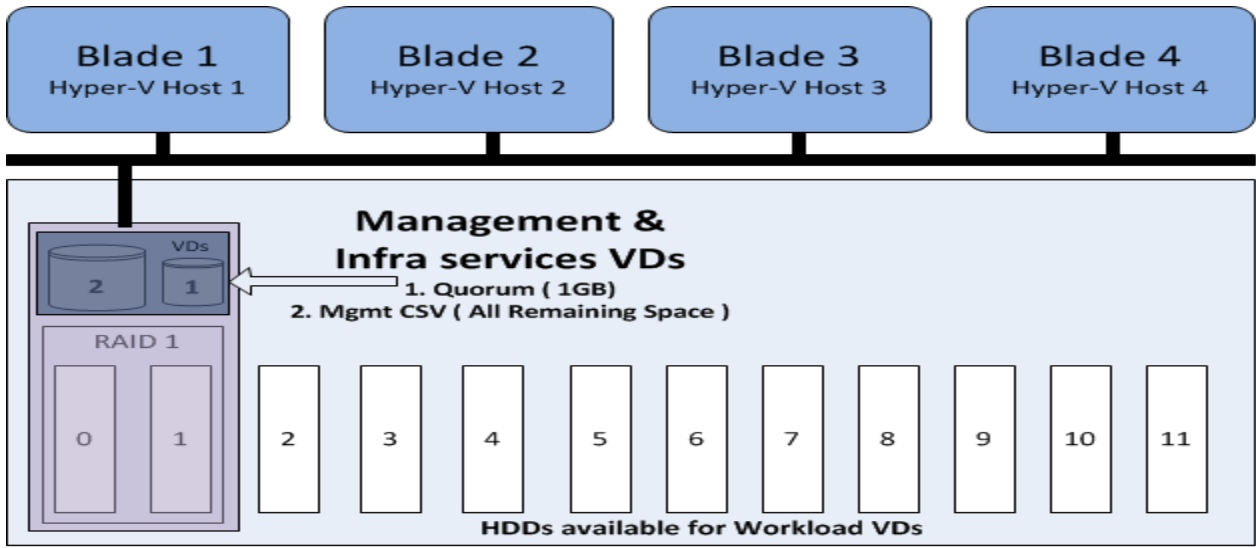 Blade 1
Hyper-V Host 1
Blade 2
Hyper-V Host 2
Blade 3
Hyper-V Host 3
Blade 4
Hyper-V Host 4
Management &
Infra services VDs
1. Quorum ( 1GB)
2. Mgmt CSV ( All Remaining Space )
VDs
2
1
RAID 1
0
1
2
3
4
5
6
7
8
9
10
11
HDDs available for Workload VDs